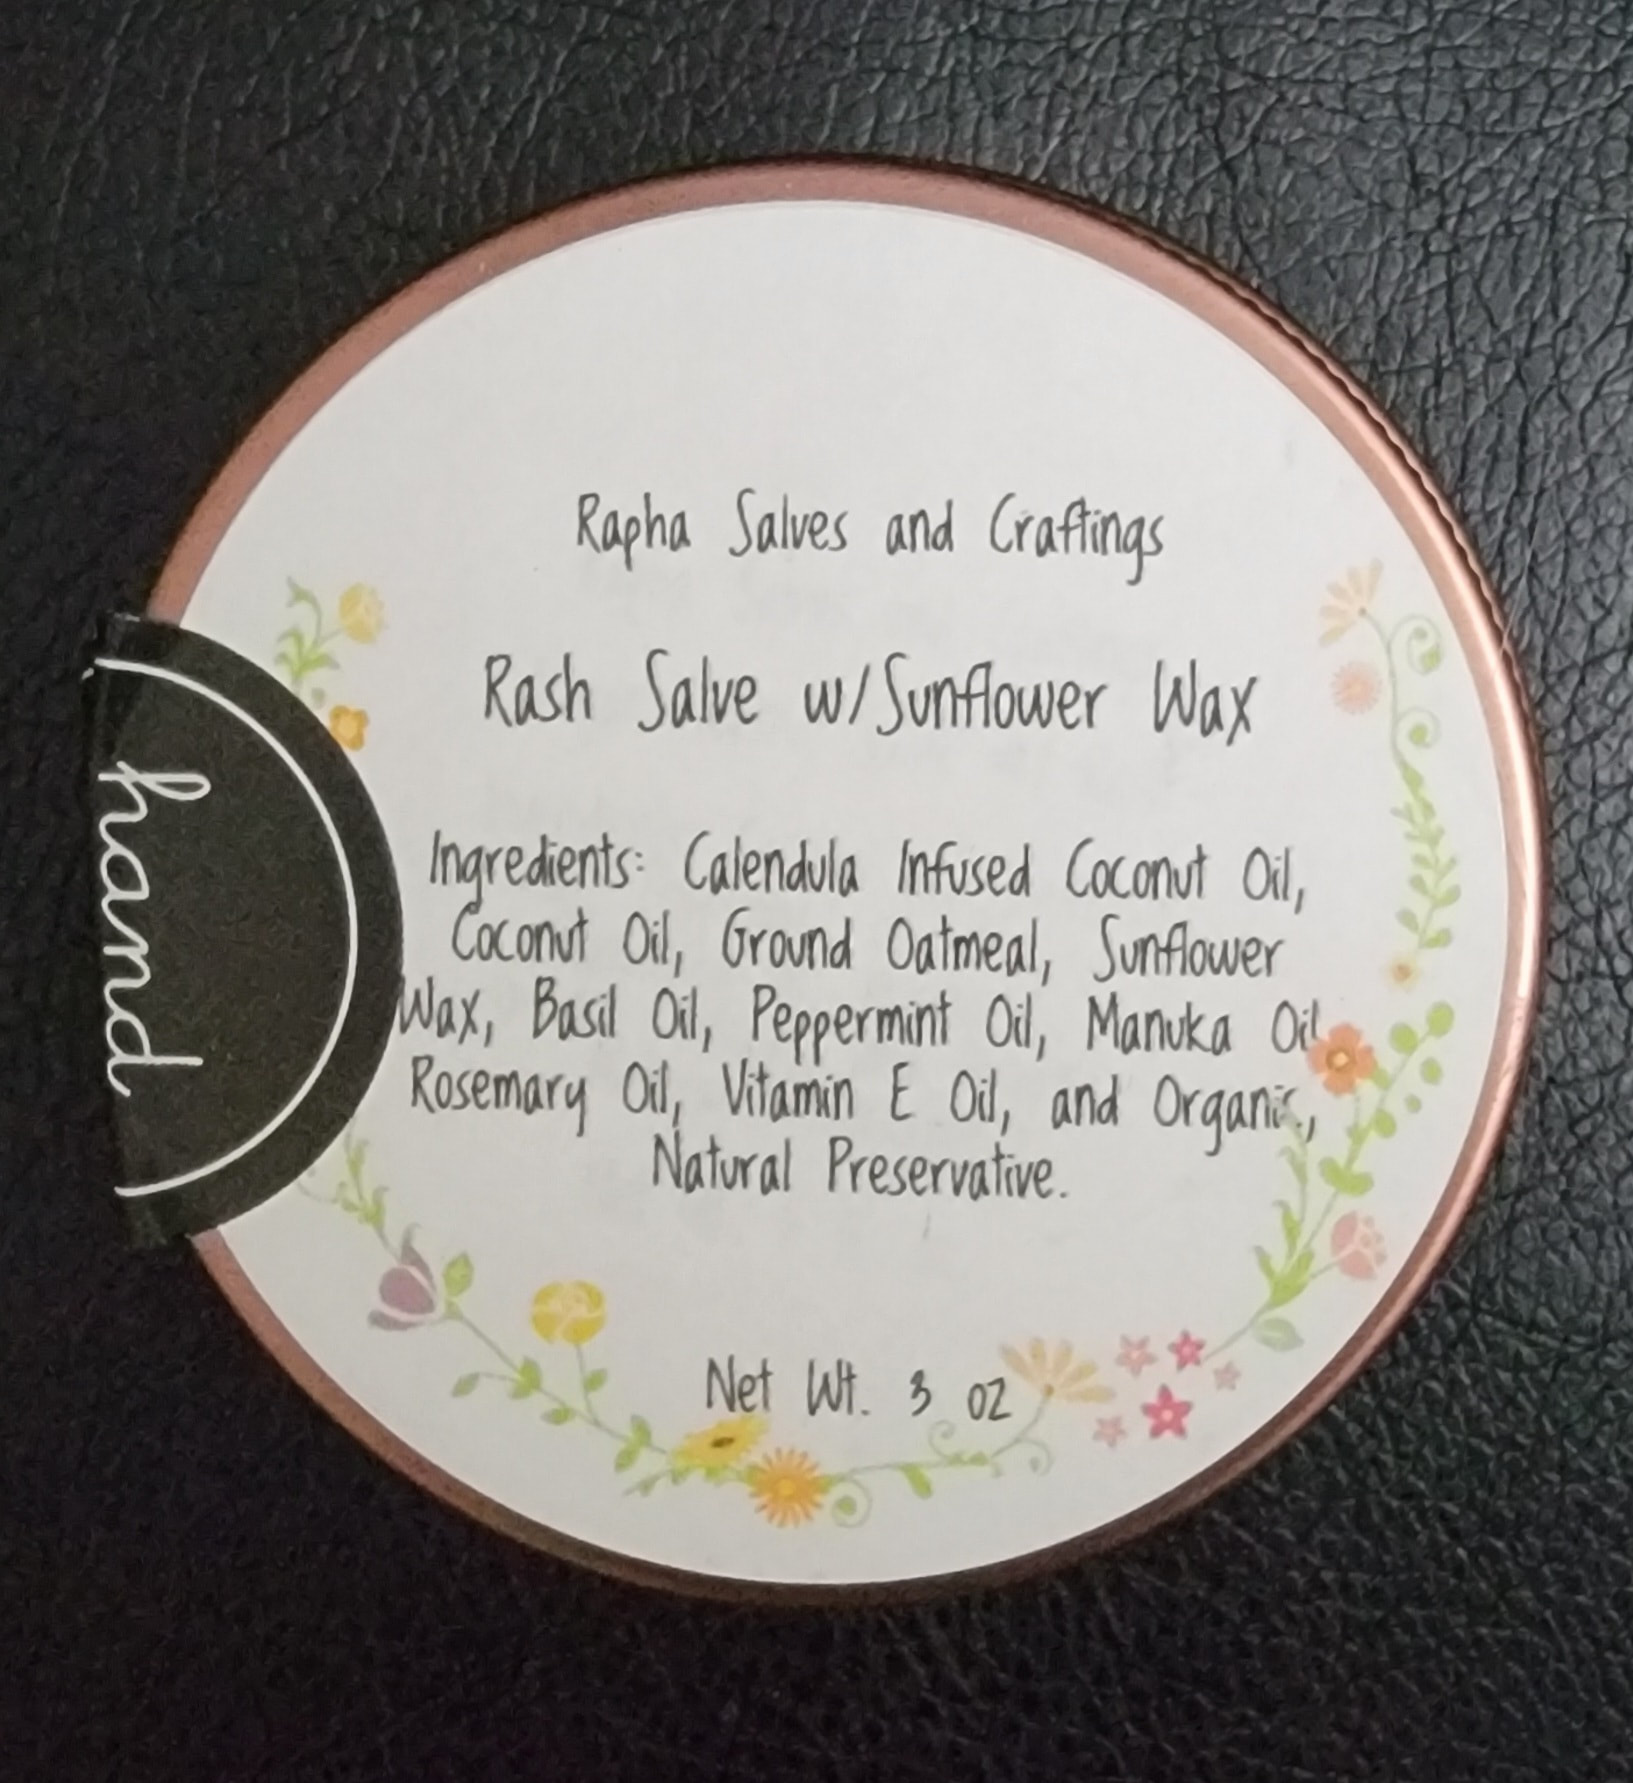 Rapha Salves and Craftings
Rash Salve w/Sunflower Wax
Ingredients: Calendula Infused Coconut Oil,
Coconut Oil, Ground Oatmeal, Sunflower
Wax, Basil Oil, Peppermint Oil, Manuka Oil,
Rosemary Oil, Vitamin E Oil, and Organic,
Natural Preservative.
Net Wt. 3 oz
hand